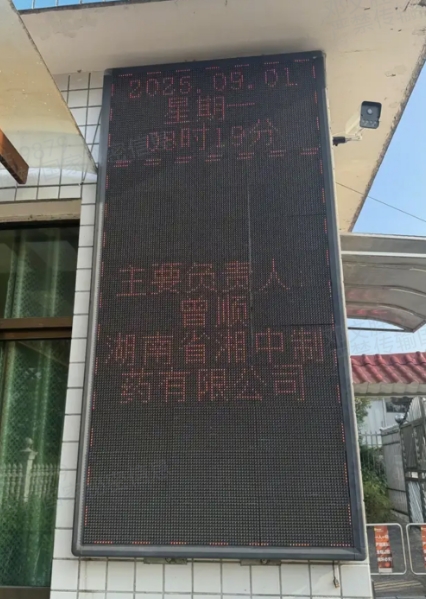 2025.09.01
星期一
08时19分
主要负责人:
曾顺
湖南省湘中制
药有限公司